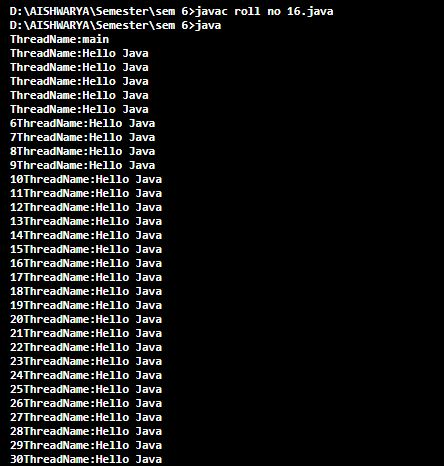 D:\AISHWARYA\Semester\sem 6>javac roll no 16.java
D:\AISHWARYA\Semester\sem 6>java
ThreadName:main
ThreadName:Hello Java
ThreadName:Hello Java
ThreadName:Hello Java
ThreadName:Hello Java
ThreadName:Hello Java
6ThreadName:Hello Java
7ThreadName:Hello Java
8ThreadName:Hello Java
9ThreadName:Hello Java
10ThreadName:Hello Java
11ThreadName:Hello Java
12ThreadName:Hello Java
13ThreadName:Hello Java
14ThreadName:Hello Java
15ThreadName:Hello Java
16ThreadName:Hello Java
17ThreadName:Hello Java
18ThreadName:Hello Java
19ThreadName:Hello Java
20ThreadName:Hello Java
21ThreadName:Hello Java
22ThreadName:Hello Java
23ThreadName:Hello Java
24ThreadName:Hello Java
25ThreadName:Hello Java
26ThreadName:Hello Java
27ThreadName:Hello Java
28ThreadName:Hello Java
29ThreadName:Hello Java
30ThreadName:Hello Java